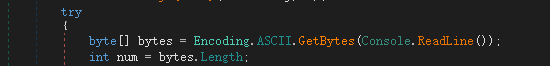 try
{
byte[] bytes = Encoding.ASCII.GetBytes(Console.ReadLine());
int num = bytes.Length;